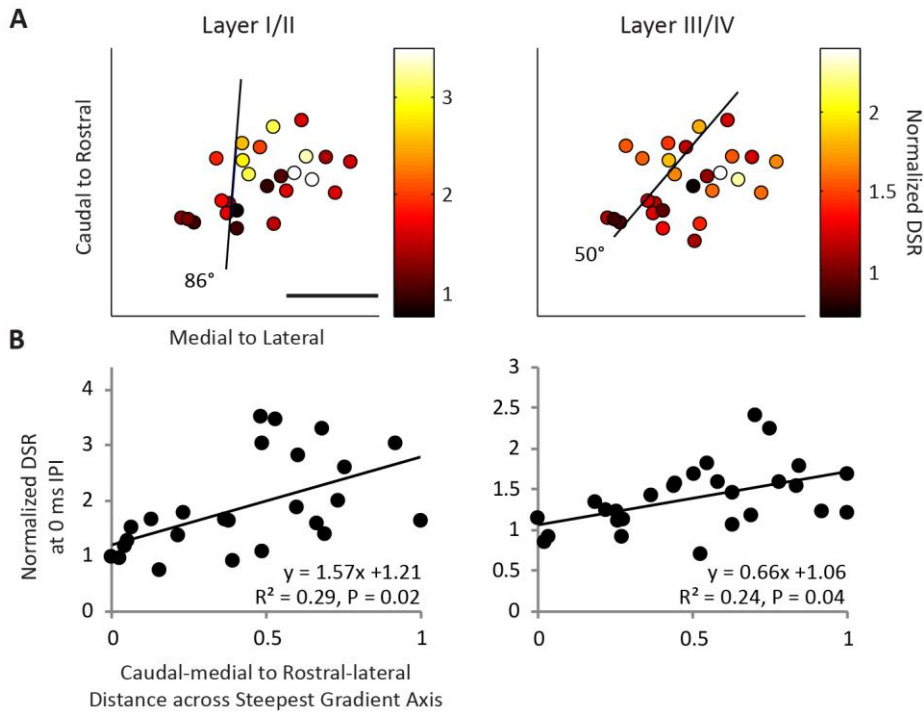 A
Layer I/II
Layer III/IV
Caudal to Rostral
86°
3
2
1
50°
2
1.5
1
Normalized DSR
Medial to Lateral
B
Normalized DSR
at 0 ms IPI
4
3
2
1
0
0
0.5
1
y = 1.57x +1.21
R² = 0.29, P = 0.02
3
2.5
2
1.5
1
0.5
0
0
0.5
1
y = 0.66x +1.06
R² = 0.24, P = 0.04
Caudal-medial to Rostral-lateral
Distance across Steepest Gradient Axis